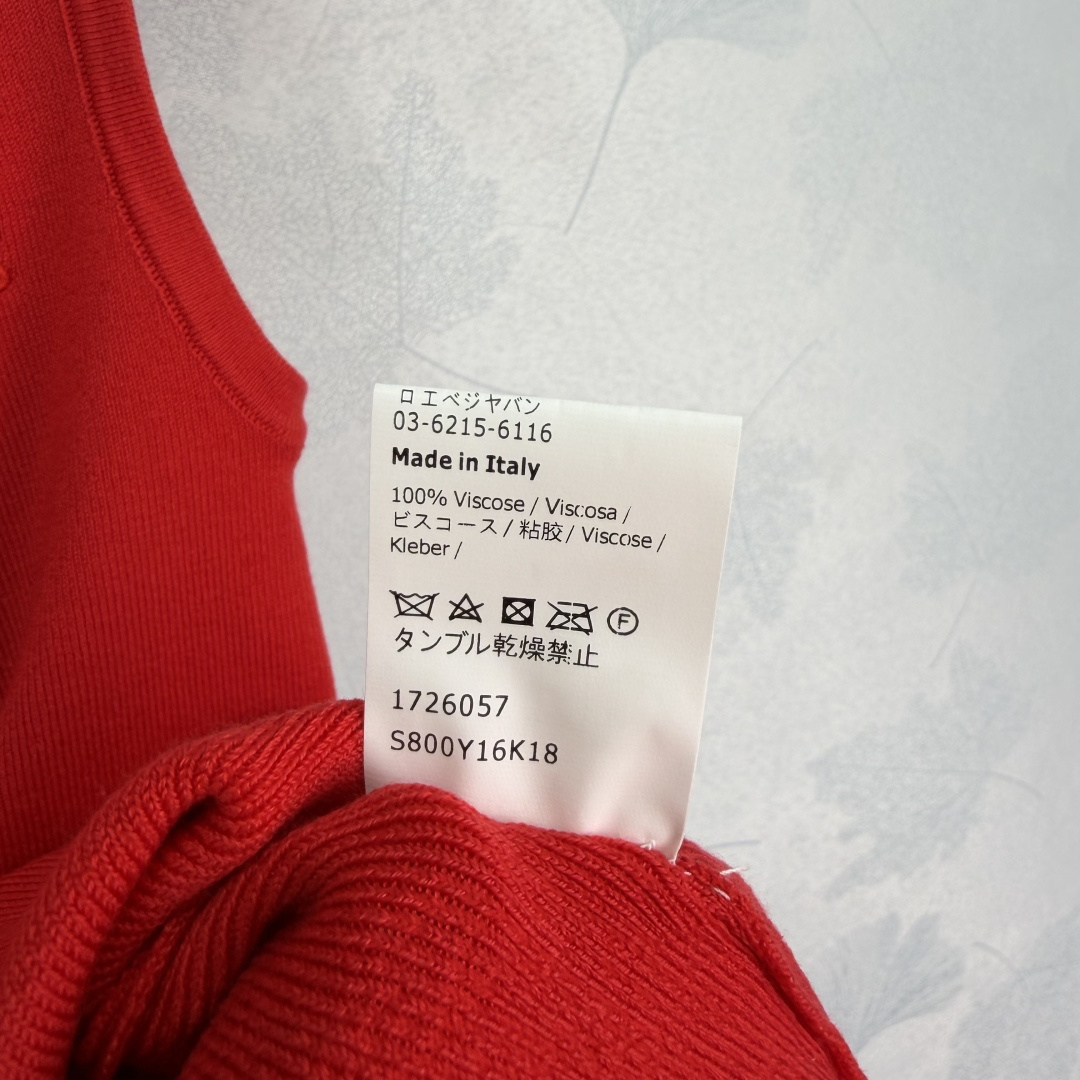 ロエベジャパン
03-6215-6116
Made in Italy
100% Viscose / Viscosa /
ビスコース / 粘胶 / Viscose /
Kleber /
F
タンブル乾燥禁止
1726057
S800Y16K18